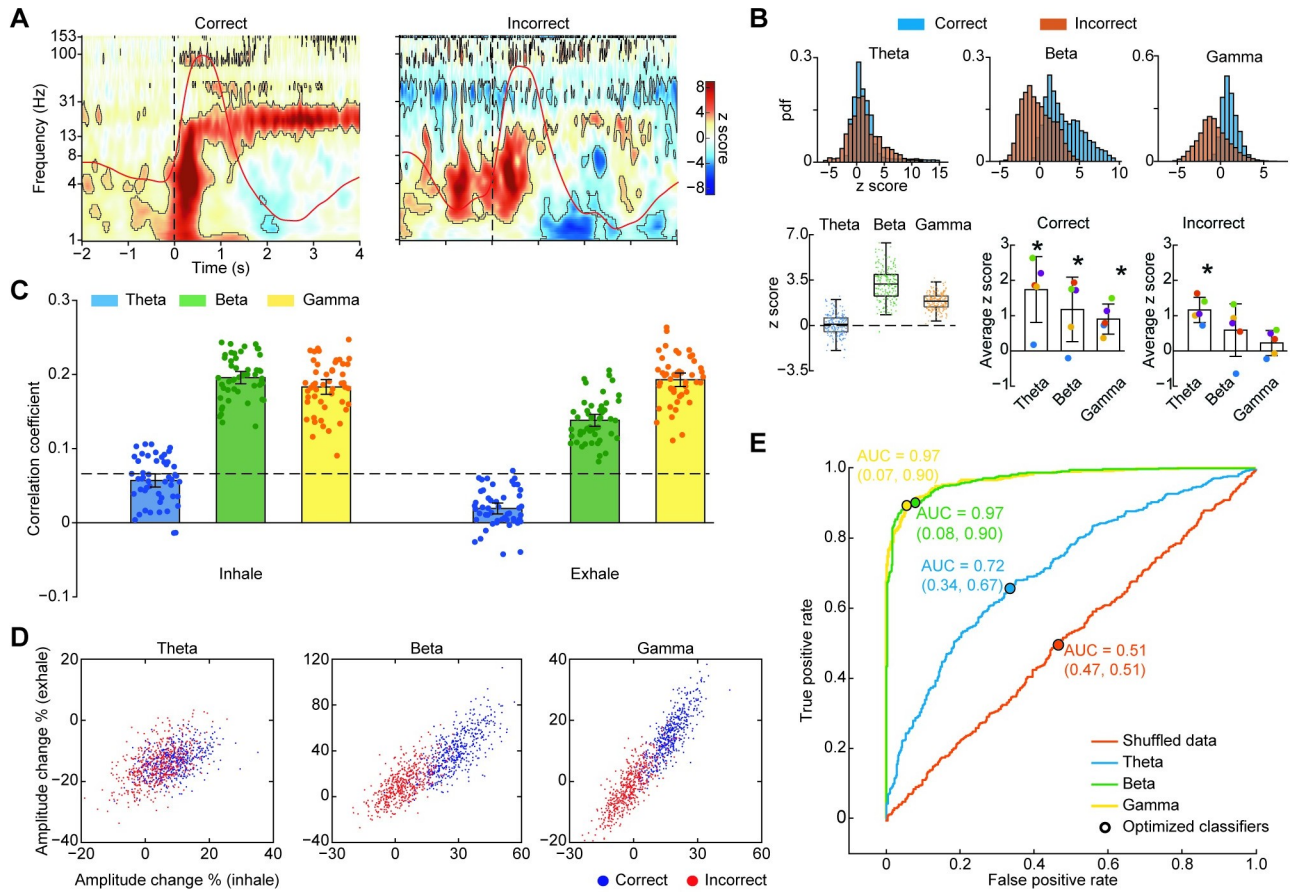 A
Correct
Incorrect
153
100
31
13
8
4
1
Frequency (Hz)
−2 −1 0 1 2 3 4
Time (s)
8
4
0
−4
−8
z score
B
Correct Incorrect
Theta
0.3
0
pdf
−5 0 5 10 15
z score
Beta
0.3
0
−5 0 5 10
Gamma
0.6
0
−5 0 5
Theta Beta Gamma
7.0
3.5
0
−3.5
z score
Correct
3
2
1
0
−1
Average z score
* * *
Theta
Beta
Gamma
Incorrect
3
2
1
0
−1
Average z score
*
Theta
Beta
Gamma
C
Theta Beta Gamma
0.3
0.2
0.1
0
−0.1
Correlation coefficient
Inhale Exhale
D
Theta
20
0
−20
−40
Amplitude change % (exhale)
−20 0 20 40
Amplitude change % (inhale)
Beta
120
80
40
0
−40
−30 0 30 60
Gamma
40
20
0
−20
−30 0 30 60
Correct Incorrect
E
1.0
0.8
0.6
0.4
0.2
0
True positive rate
AUC = 0.97
(0.07, 0.90)
AUC = 0.97
(0.08, 0.90)
AUC = 0.72
(0.34, 0.67)
AUC = 0.51
(0.47, 0.51)
Shuffled data
Theta
Beta
Gamma
Optimized classifiers
0 0.2 0.4 0.6 0.8 1.0
False positive rate